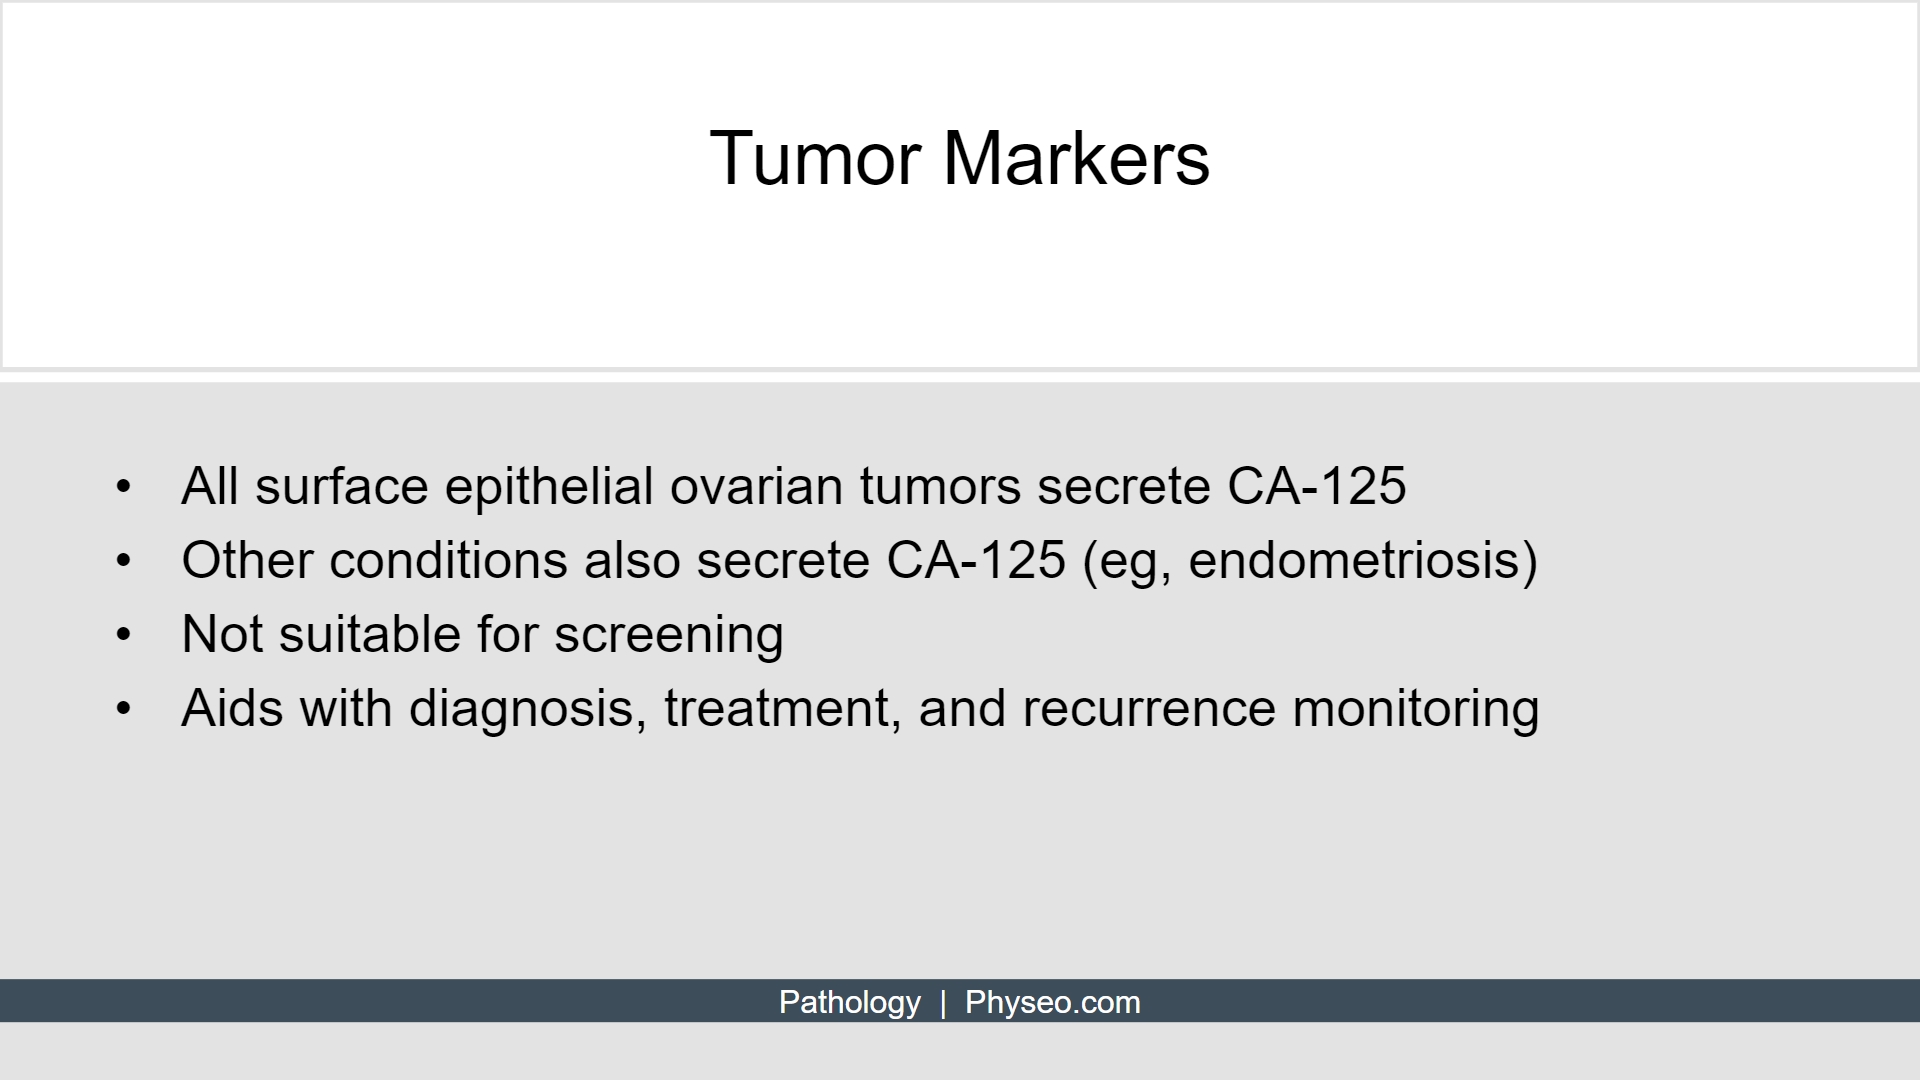 Tumor Markers
• All surface epithelial ovarian tumors secrete CA-125
• Other conditions also secrete CA-125 (eg, endometriosis)
• Not suitable for screening
• Aids with diagnosis, treatment, and recurrence monitoring
Pathology | Physeo.com